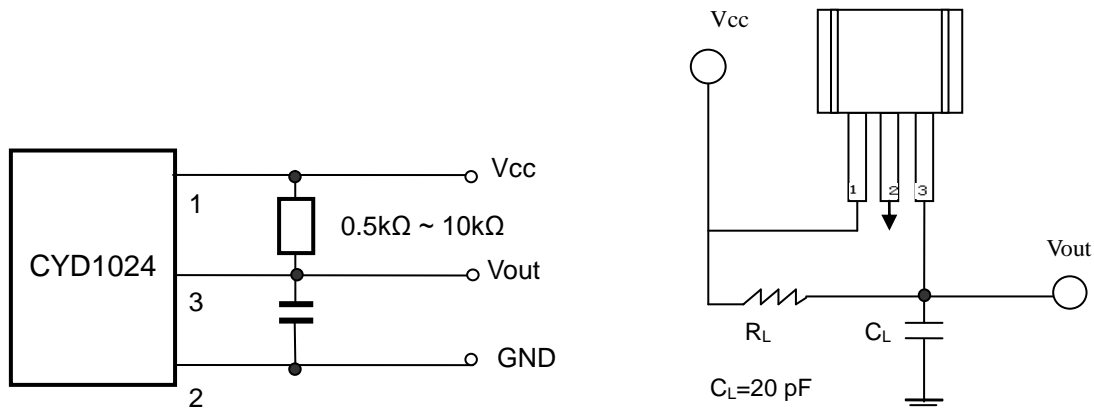 Vcc
1
0.5kΩ ~ 10kΩ
CYD1024
Vout
3
GND
2
Vcc
1 2 3
Vout
RL
CL
CL=20 pF